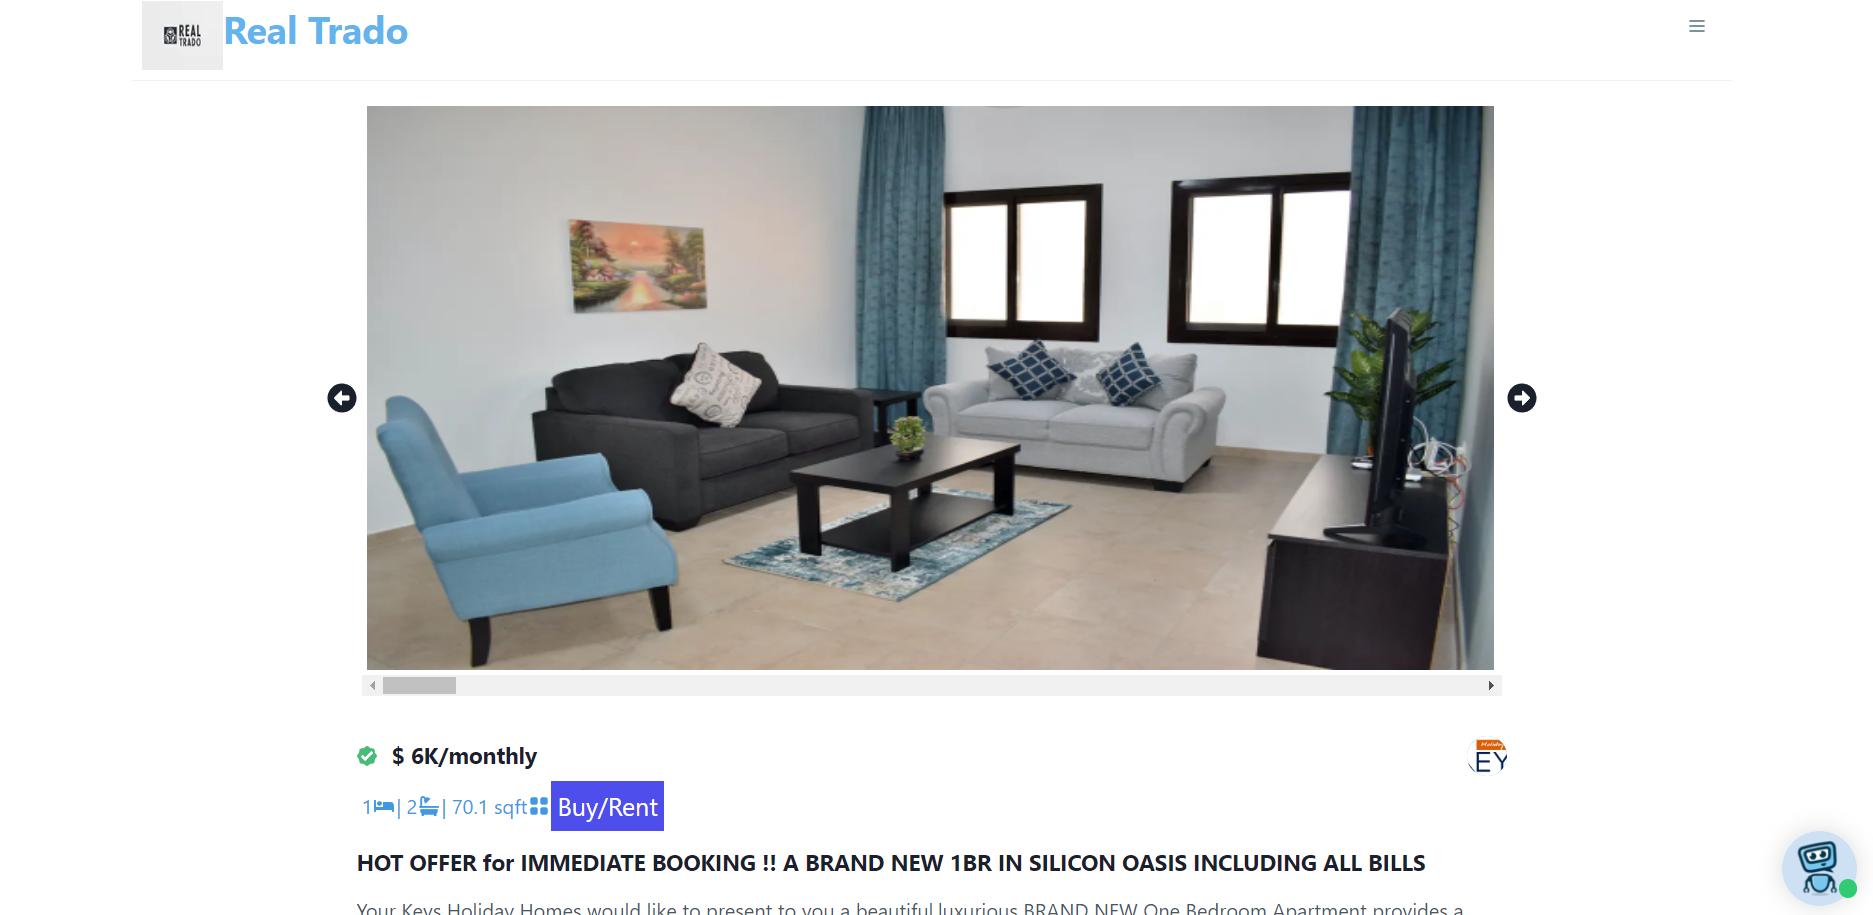 REAL
TRADO
Real Trado
$ 6K/monthly
Holiday
EY
1 | 2 | 70.1 sqft
Buy/Rent
HOT OFFER for IMMEDIATE BOOKING !! A BRAND NEW 1BR IN SILICON OASIS INCLUDING ALL BILLS
Your Keys Holiday Homes would like to present to you a beautiful,luxurious BRAND NEW One Bedroom Apartment provides a